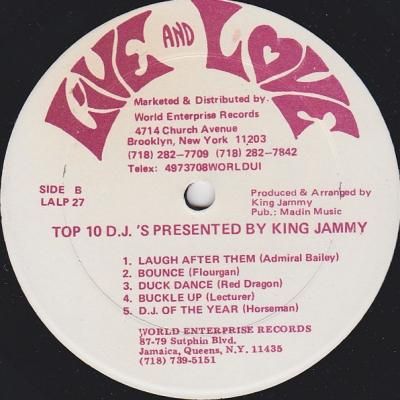 LIVE AND LOVE
Marketed & Distributed by.
World Enterprise Records
4714 Church Avenue
Brooklyn, New York 11203
(718) 282-7709 (718) 282-7842
Telex: 4973708WORLDUI
SIDE B
LALP 27
Produced & Arranged by
King Jammy
Pub.: Madin Music
TOP 10 D.J. 'S PRESENTED BY KING JAMMY
1. LAUGH AFTER THEM (Admiral Bailey)
2. BOUNCE (Flourgan)
3. DUCK DANCE (Red Dragon)
4. BUCKLE UP (Lecturer)
5. D.J. OF THE YEAR (Horseman)
WORLD ENTERPRISE RECORDS
87-79 Sutphin Blvd.
Jamaica, Queens, N.Y. 11435
(718) 739-5151